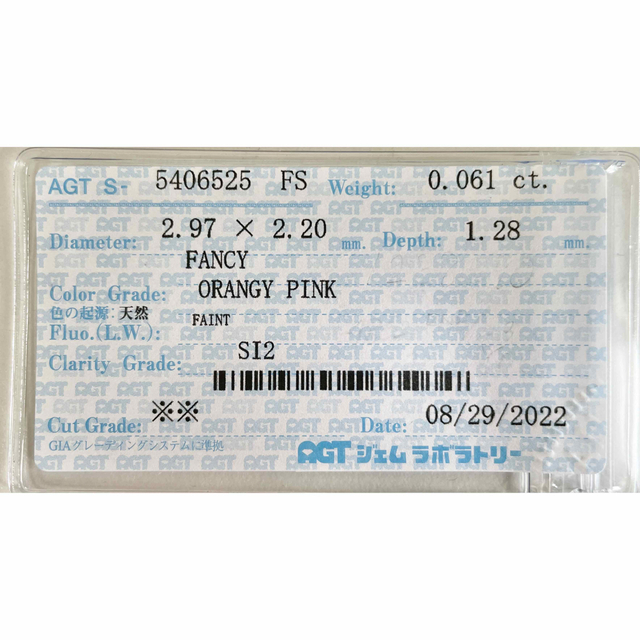 AGT S- 5406525 FS Weight: 0.061 ct.
Diameter: 2.97 × 2.20 mm. Depth: 1.28 mm.
FANCY
Color Grade: ORANGY PINK
色の起源: 天然
Fluo.(L.W.): FAINT
Clarity Grade: SI2
Cut Grade: ※※ Date: 08/29/2022
GIAグレーディングシステムに準拠
AGT ジェムラボラトリー